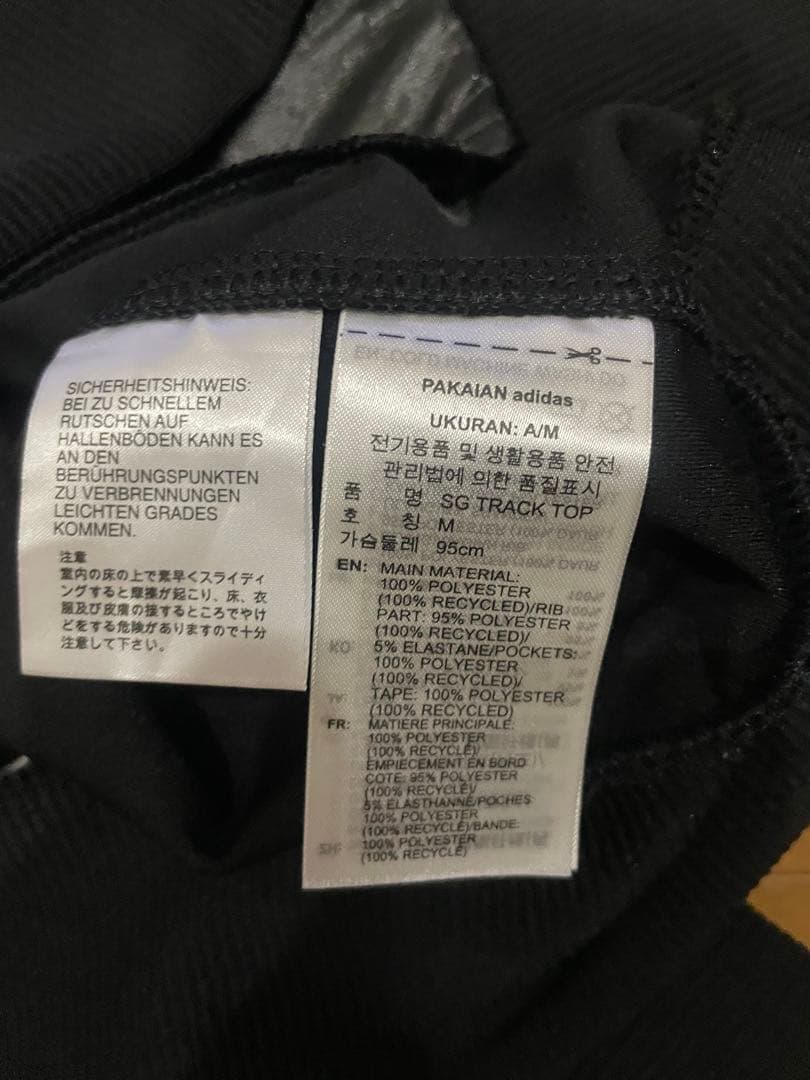 SICHERHEITSHINWEIS:
BEI ZU SCHNELLEM
RUTSCHEN AUF
HALLENBÖDEN KANN ES
AN DEN
BERÜHRUNGSPUNKTEN
ZU VERBRENNUNGEN
LEICHTEN GRADES
KOMMEN.
注意
室内の床の上で素早くスライディ
ングすると摩擦が起こり、床、衣
服及び皮膚の接するところでやけ
どをする危険がありますので十分
注意して下さい。
PAKAIAN adidas
UKURAN: A/M
전기용품 및 생활용품 안전
관리법에 의한 품질표시
품 명 SG TRACK TOP
호 칭 M
가슴둘레 95cm
EN: MAIN MATERIAL:
100% POLYESTER
(100% RECYCLED)/RIB
PART: 95% POLYESTER
(100% RECYCLED)/
5% ELASTANE/POCKETS:
100% POLYESTER
(100% RECYCLED)/
TAPE: 100% POLYESTER
(100% RECYCLED)
FR: MATIERE PRINCIPALE:
100% POLYESTER
(100% RECYCLÉ)/
EMPIECEMENT EN BORD
COTE: 95% POLYESTER
(100% RECYCLÉ)/
5% ELASTHANNE/POCHES:
100% POLYESTER
(100% RECYCLÉ)/BANDE:
100% POLYESTER
(100% RECYCLÉ)